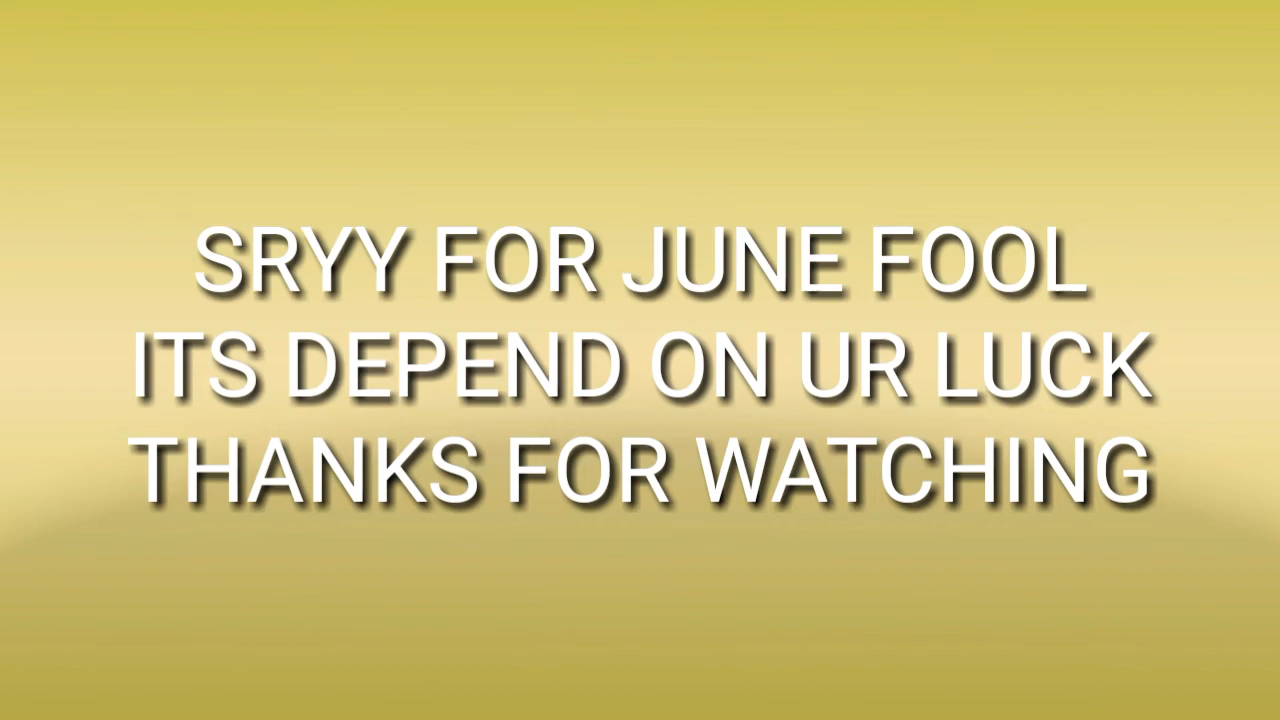 SRYY FOR JUNE FOOL
ITS DEPEND ON UR LUCK
THANKS FOR WATCHING